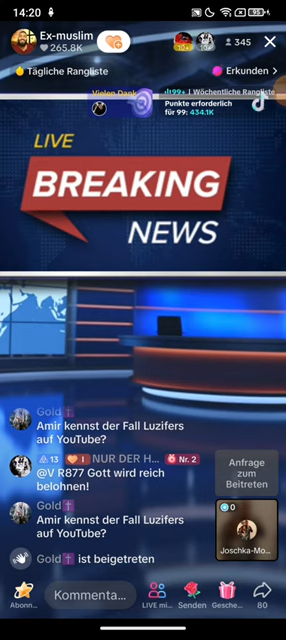 14:20
95
Ex-muslim
265.8K
10+
345
Tägliche Rangliste
Erkunden >
Vielen Dank
99+ | Wöchentliche Rangliste
Punkte erforderlich
für 99: 434.1K
LIVE
BREAKING
NEWS
Gold
Amir kennst der Fall Luzifers
auf YouTube?
13 I NUR DER H... Nr. 2
@V R877 Gott wird reich
belohnen!
Anfrage
zum
Beitreten
Gold
Amir kennst der Fall Luzifers
auf YouTube?
0
Joschka-Mo...
Gold ist beigetreten
Abonn...
Kommenta...
LIVE mi...
Senden
Gesche...
80